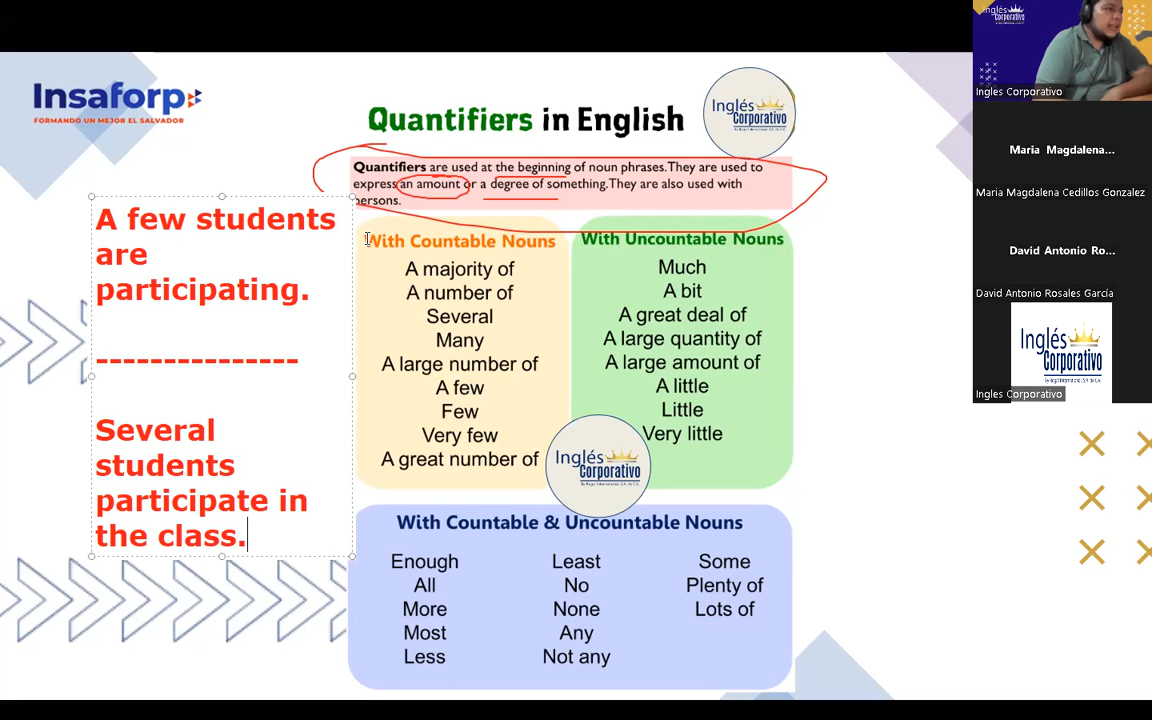 Insaforp
FORMANDO UN MEJOR EL SALVADOR
Quantifiers in English
Inglés
Corporativo
Quantifiers are used at the beginning of noun phrases. They are used to
express an amount or a degree of something. They are also used with
persons.
A few students
are
participating.
---------------
Several
students
participate in
the class.
With Countable Nouns
A majority of
A number of
Several
Many
A large number of
A few
Few
Very few
A great number of
With Uncountable Nouns
Much
A bit
A great deal of
A large quantity of
A large amount of
A little
Little
Very little
Inglés
Corporativo
With Countable & Uncountable Nouns
Enough
All
More
Most
Less
Least
No
None
Any
Not any
Some
Plenty of
Lots of
Inglés
Corporativo
Ingles Corporativo
Maria Magdalena...
Maria Magdalena Cedillos Gonzalez
David Antonio Ro...
David Antonio Rosales García
Inglés
Corporativo
Ingles Corporativo